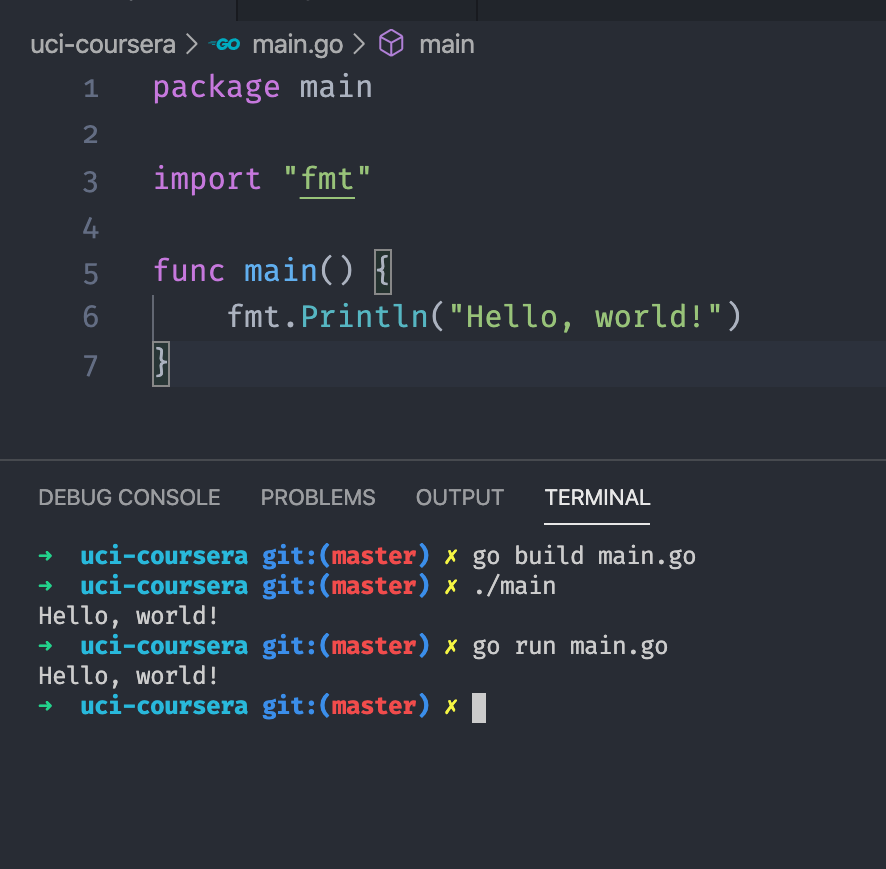 uci-coursera > GO main.go > main
1 package main
2
3 import "fmt"
4
5 func main() {
6     fmt.Println("Hello, world!")
7 }
DEBUG CONSOLE PROBLEMS OUTPUT TERMINAL
➜ uci-coursera git:(master) ✗ go build main.go
➜ uci-coursera git:(master) ✗ ./main
Hello, world!
➜ uci-coursera git:(master) ✗ go run main.go
Hello, world!
➜ uci-coursera git:(master) ✗